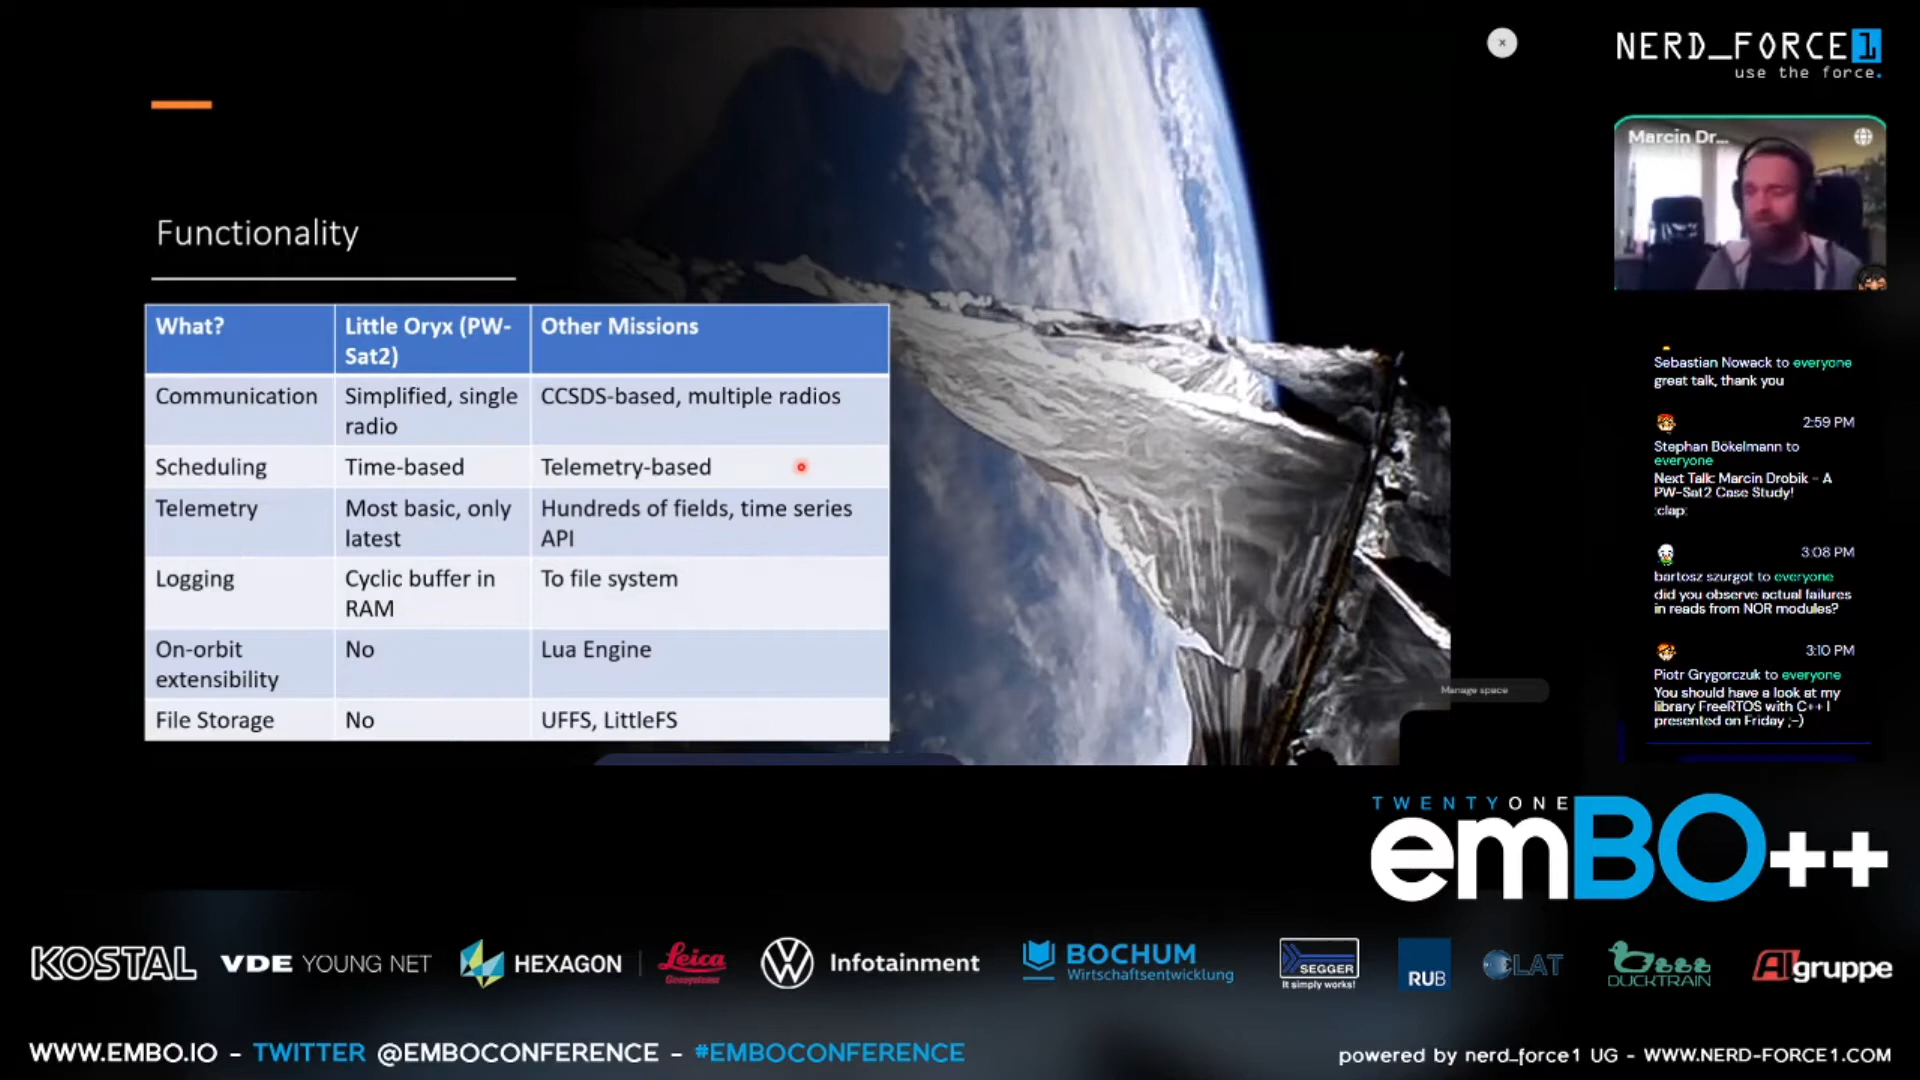 NERD_FORCE1
use the force.
Marcin Dr...
Functionality
What?
Little Oryx (PW-
Sat2)
Other Missions
Communication
Simplified, single
radio
CCSDS-based, multiple radios
Scheduling
Time-based
Telemetry-based
Telemetry
Most basic, only
latest
Hundreds of fields, time series
API
Logging
Cyclic buffer in
RAM
To file system
On-orbit
extensibility
No
Lua Engine
File Storage
No
UFFS, LittleFS
Manage space
Sebastian Nowack to everyone
great talk, thank you
2:59 PM
Stephan Bökelmann to
everyone
Next Talk: Marcin Drobik - A
PW-Sat2 Case Study!
:clap:
3:08 PM
bartosz szurgot to everyone
did you observe actual failures
in reads from NOR modules?
3:10 PM
Piotr Grygorczuk to everyone
You should have a look at my
library FreeRTOS with C++ I
presented on Friday ;-)
TWENTYONE
emBO++
KOSTAL
VDE YOUNG NET
HEXAGON
Leica
Geosystems
Infotainment
BOCHUM
Wirtschaftsentwicklung
SEGGER
It simply works!
RUB
LAT
DUCKTRAIN
AIgruppe
WWW.EMBO.IO - TWITTER @EMBOCONFERENCE - #EMBOCONFERENCE
powered by nerd_force1 UG - WWW.NERD-FORCE1.COM